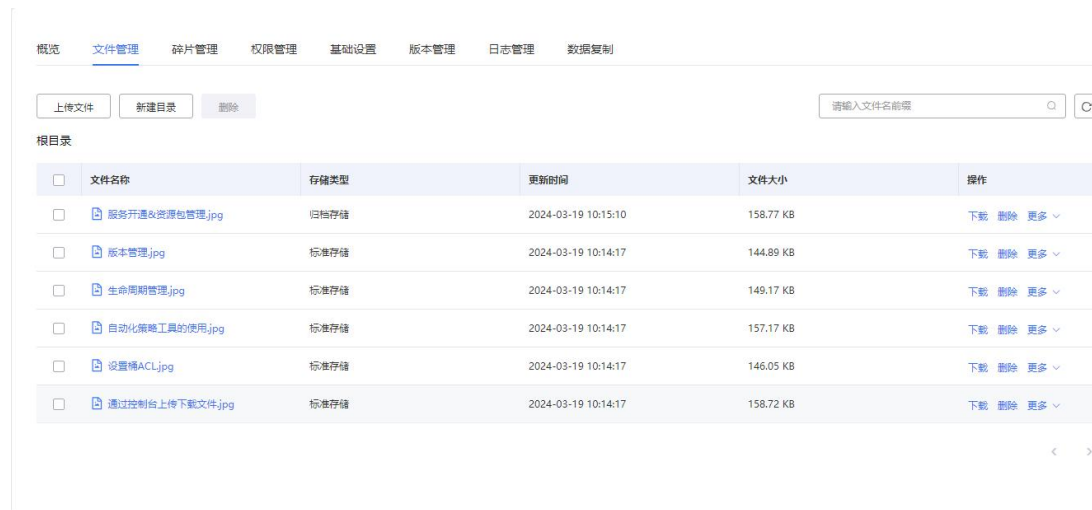 概览 文件管理 碎片管理 权限管理 基础设置 版本管理 日志管理 数据复制
上传文件 新建目录 删除 请输入文件名前缀
根目录
文件名称 存储类型 更新时间 文件大小 操作
服务开通&资源包管理.jpg 归档存储 2024-03-19 10:15:10 158.77 KB 下载 删除 更多
版本管理.jpg 标准存储 2024-03-19 10:14:17 144.89 KB 下载 删除 更多
生命周期管理.jpg 标准存储 2024-03-19 10:14:17 149.17 KB 下载 删除 更多
自动化策略工具的使用.jpg 标准存储 2024-03-19 10:14:17 157.17 KB 下载 删除 更多
设置桶ACL.jpg 标准存储 2024-03-19 10:14:17 146.05 KB 下载 删除 更多
通过控制台上传下载文件.jpg 标准存储 2024-03-19 10:14:17 158.72 KB 下载 删除 更多